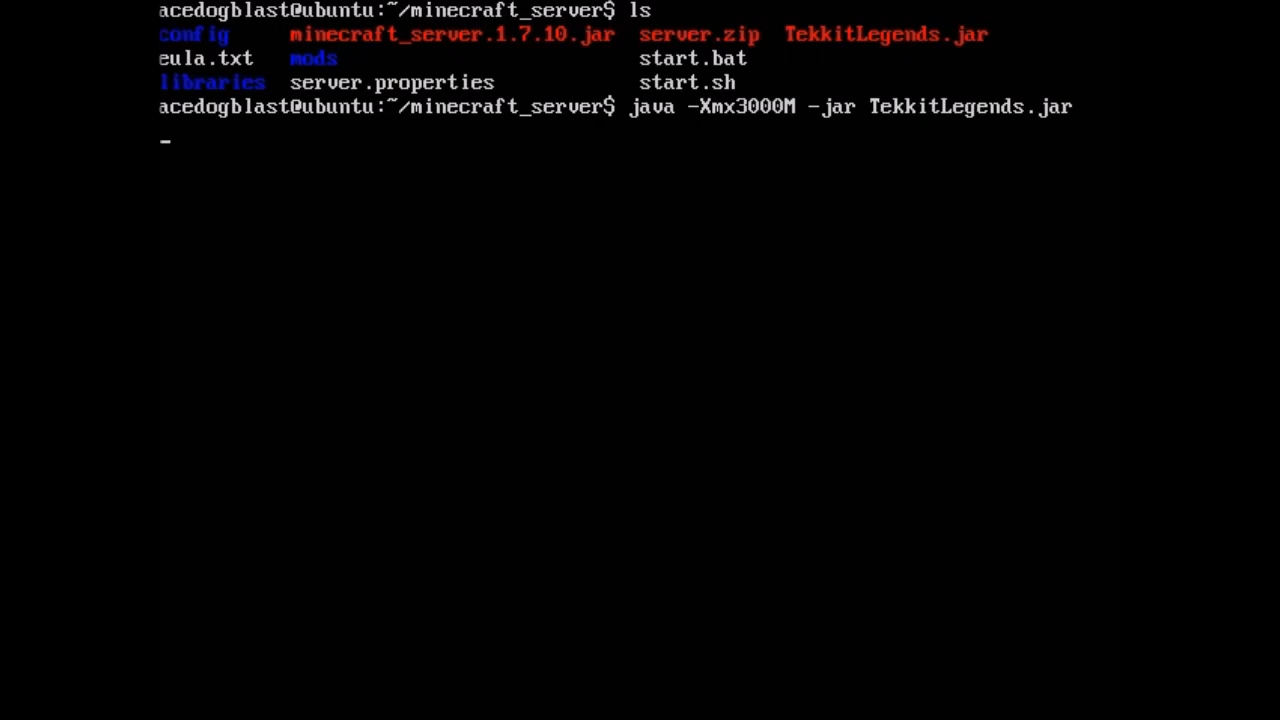 acedogblast@ubuntu:~/minecraft_server$ ls
config minecraft_server.1.7.10.jar server.zip TekkitLegends.jar
eula.txt mods start.bat
libraries server.properties start.sh
acedogblast@ubuntu:~/minecraft_server$ java -Xmx3000M -jar TekkitLegends.jar